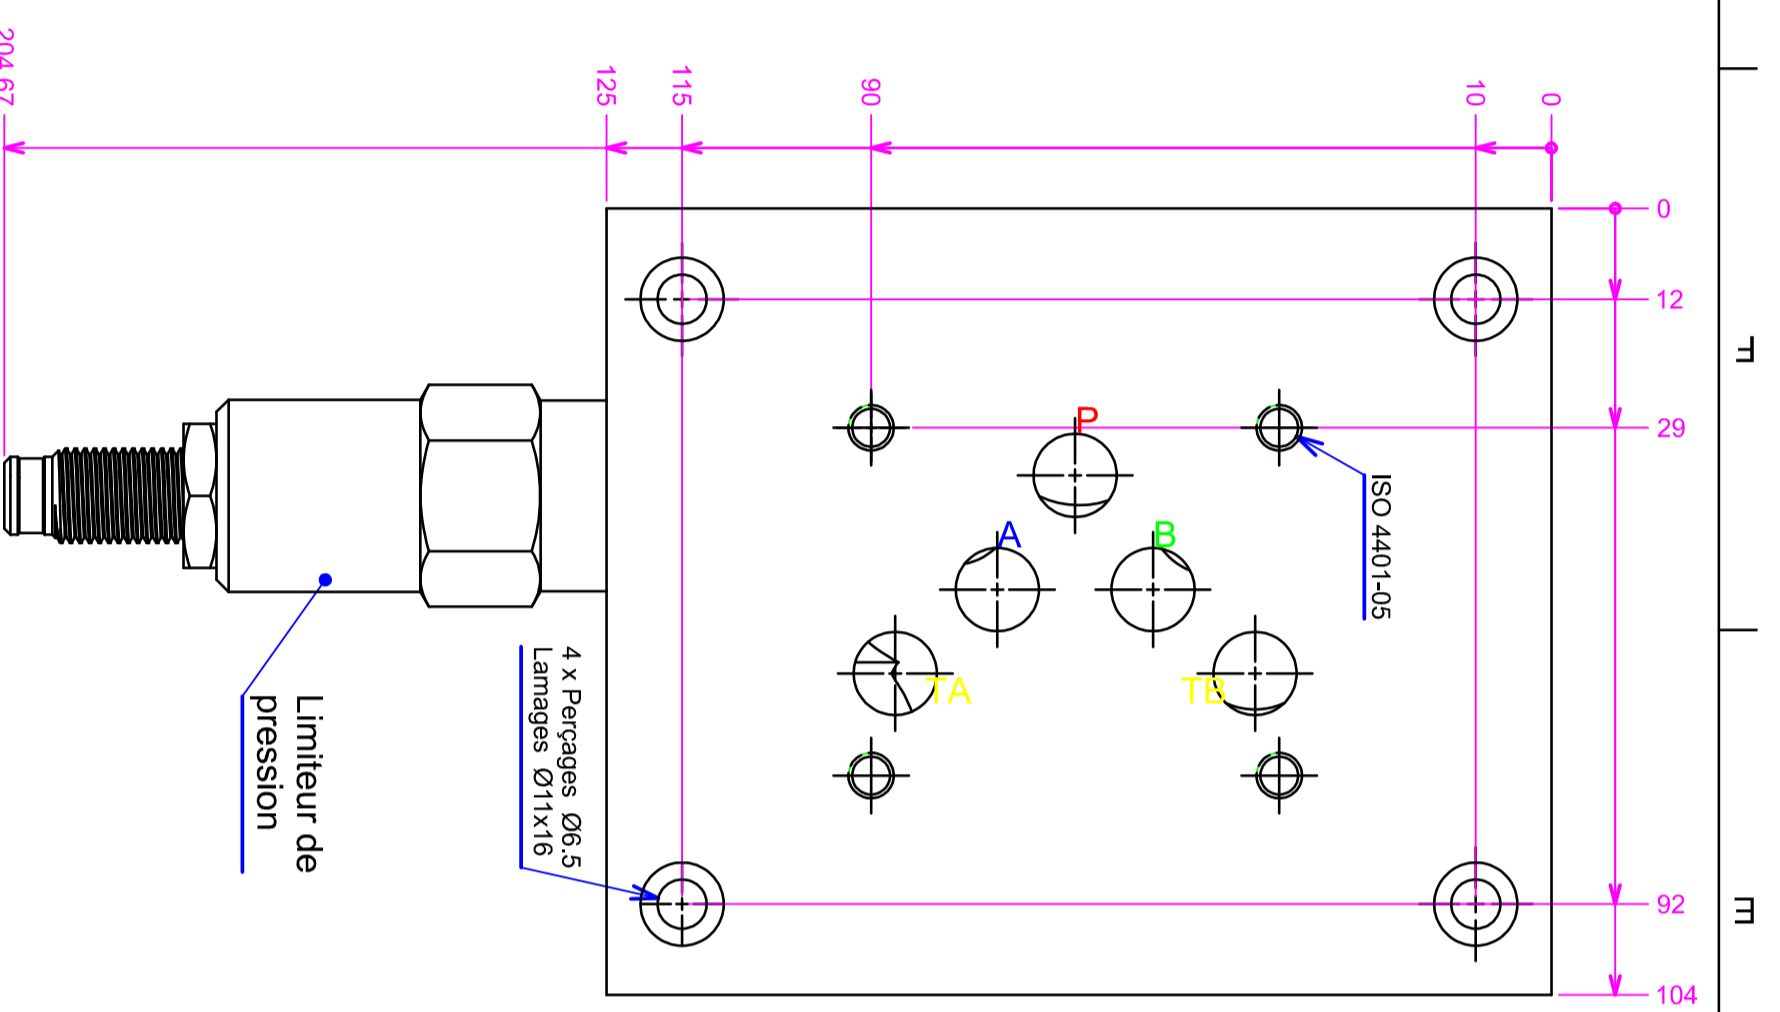 204.67
125
115
90
10
0
0
12
29
92
104
F
E
P
A
B
TA
TB
ISO 4401-05
4 x Perçages Ø6.5
Lamages Ø11x16
Limiteur de
pression